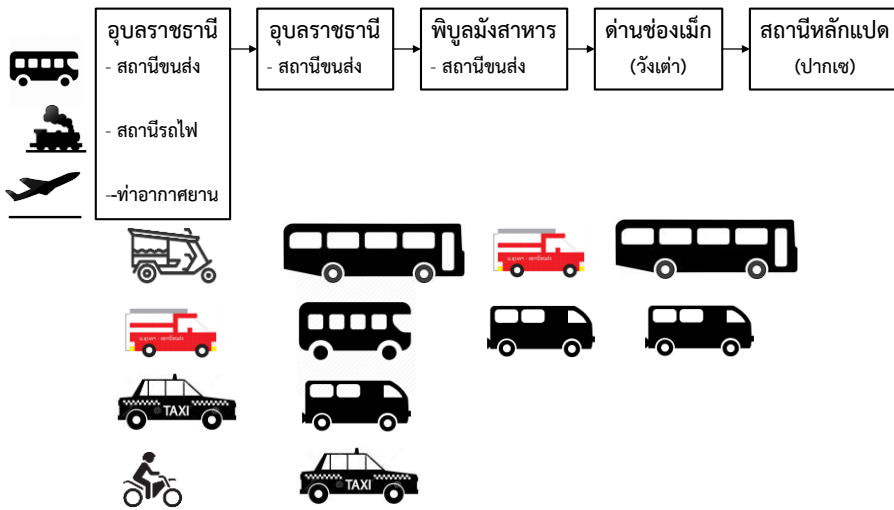 อุบลราชธานี
- สถานีขนส่ง
- สถานีรถไฟ
--ท่าอากาศยาน
อุบลราชธานี
- สถานีขนส่ง
พิบูลมังสาหาร
- สถานีขนส่ง
ด่านช่องเม็ก
(วังเต่า)
สถานีหลักแปด
(ปากเซ)
TAXI
TAXI